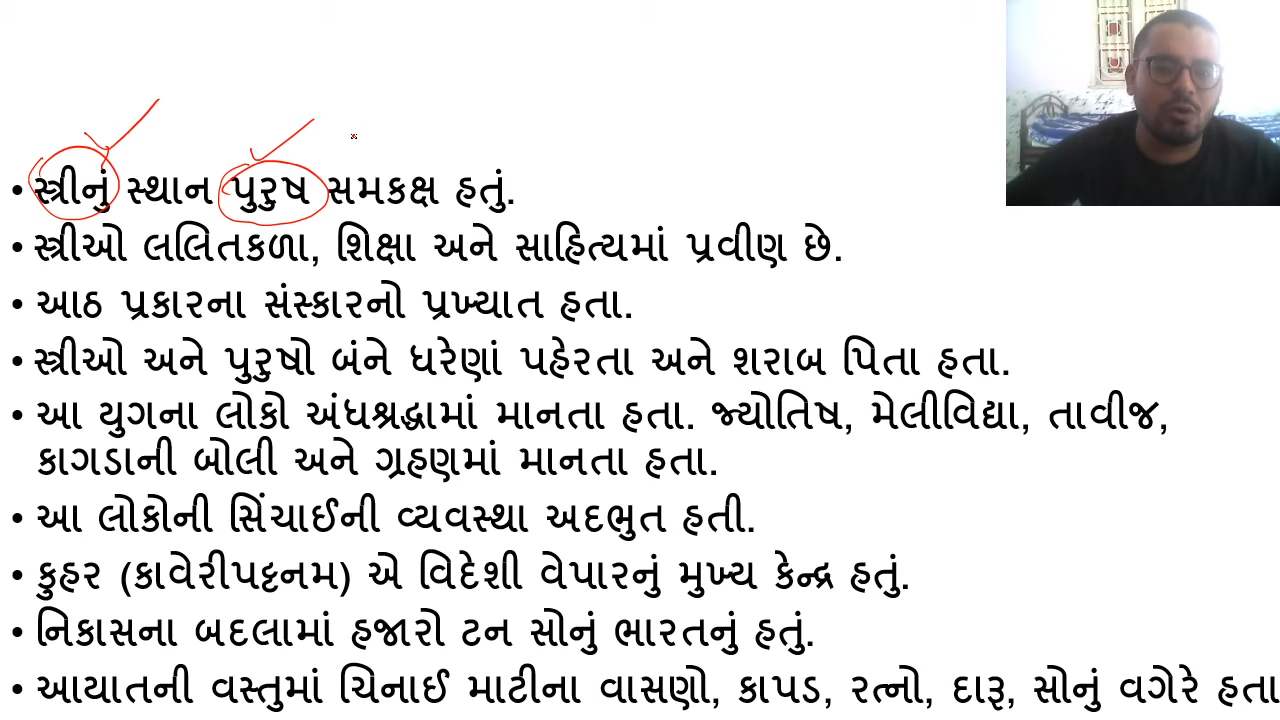 • સ્ત્રીનું સ્થાન પુરુષ સમકક્ષ હતું.
• સ્ત્રીઓ લલિતકળા, શિક્ષા અને સાહિત્યમાં પ્રવીણ છે.
• આઠ પ્રકારના સંસ્કારનો પ્રખ્યાત હતા.
• સ્ત્રીઓ અને પુરુષો બંને ધરેણાં પહેરતા અને શરાબ પિતા હતા.
• આ યુગના લોકો અંધશ્રદ્ધામાં માનતા હતા. જ્યોતિષ, મેલીવિદ્યા, તાવીજ,
કાગડાની બોલી અને ગ્રહણમાં માનતા હતા.
• આ લોકોની સિંચાઈની વ્યવસ્થા અદભુત હતી.
• કુહર (કાવેરીપટ્ટનમ) એ વિદેશી વેપારનું મુખ્ય કેન્દ્ર હતું.
• નિકાસના બદલામાં હજારો ટન સોનું ભારતનું હતું.
• આયાતની વસ્તુમાં ચિનાઈ માટીના વાસણો, કાપડ, રત્નો, દારૂ, સોનું વગેરે હતા